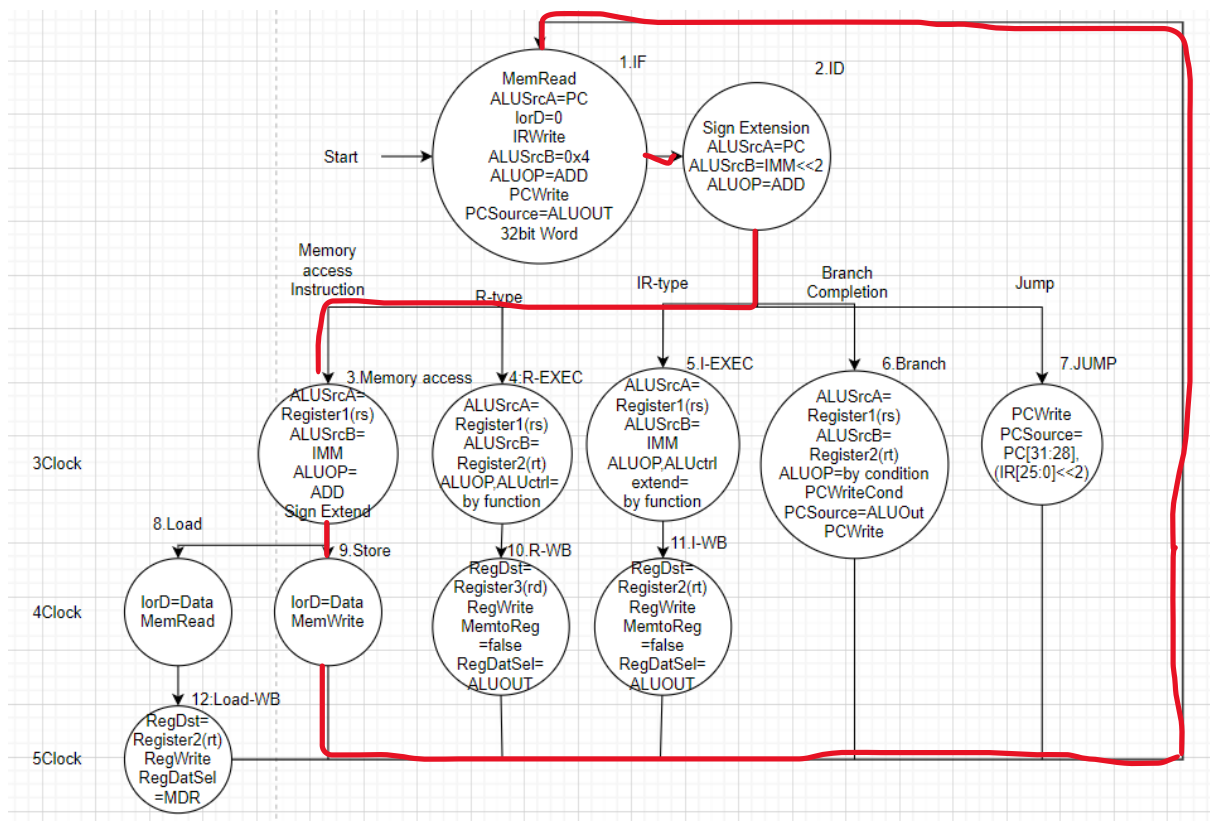 1.IF
2.ID
MemRead
ALUSrcA=PC
IorD=0
IRWrite
ALUSrcB=0x4
ALUOP=ADD
PCWrite
PCSource=ALUOUT
32bit Word
Sign Extension
ALUSrcA=PC
ALUSrcB=IMM<<2
ALUOP=ADD
Start
Memory
access
Instruction
R-type
IR-type
Branch
Completion
Jump
3.Memory access
4:R-EXEC
5.I-EXEC
6.Branch
7.JUMP
3Clock
ALUSrcA=
Register1(rs)
ALUSrcB=
IMM
ALUOP=
ADD
Sign Extend
ALUSrcA=
Register1(rs)
ALUSrcB=
Register2(rt)
ALUOP,ALUctrl=
by function
ALUSrcA=
Register1(rs)
ALUSrcB=
IMM
ALUOP,ALUctrl
extend=
by function
ALUSrcA=
Register1(rs)
ALUSrcB=
Register2(rt)
ALUOP=by condition
PCWriteCond
PCSource=ALUOut
PCWrite
PCWrite
PCSource=
PC[31:28],
(IR[25:0]<<2)
8.Load
9.Store
10.R-WB
11.I-WB
4Clock
IorD=Data
MemRead
IorD=Data
MemWrite
RegDst=
Register3(rd)
RegWrite
MemtoReg
=false
RegDatSel=
ALUOUT
RegDst=
Register2(rt)
RegWrite
MemtoReg
=false
RegDatSel=
ALUOUT
12:Load-WB
5Clock
RegDst=
Register2(rt)
RegWrite
RegDatSel
=MDR